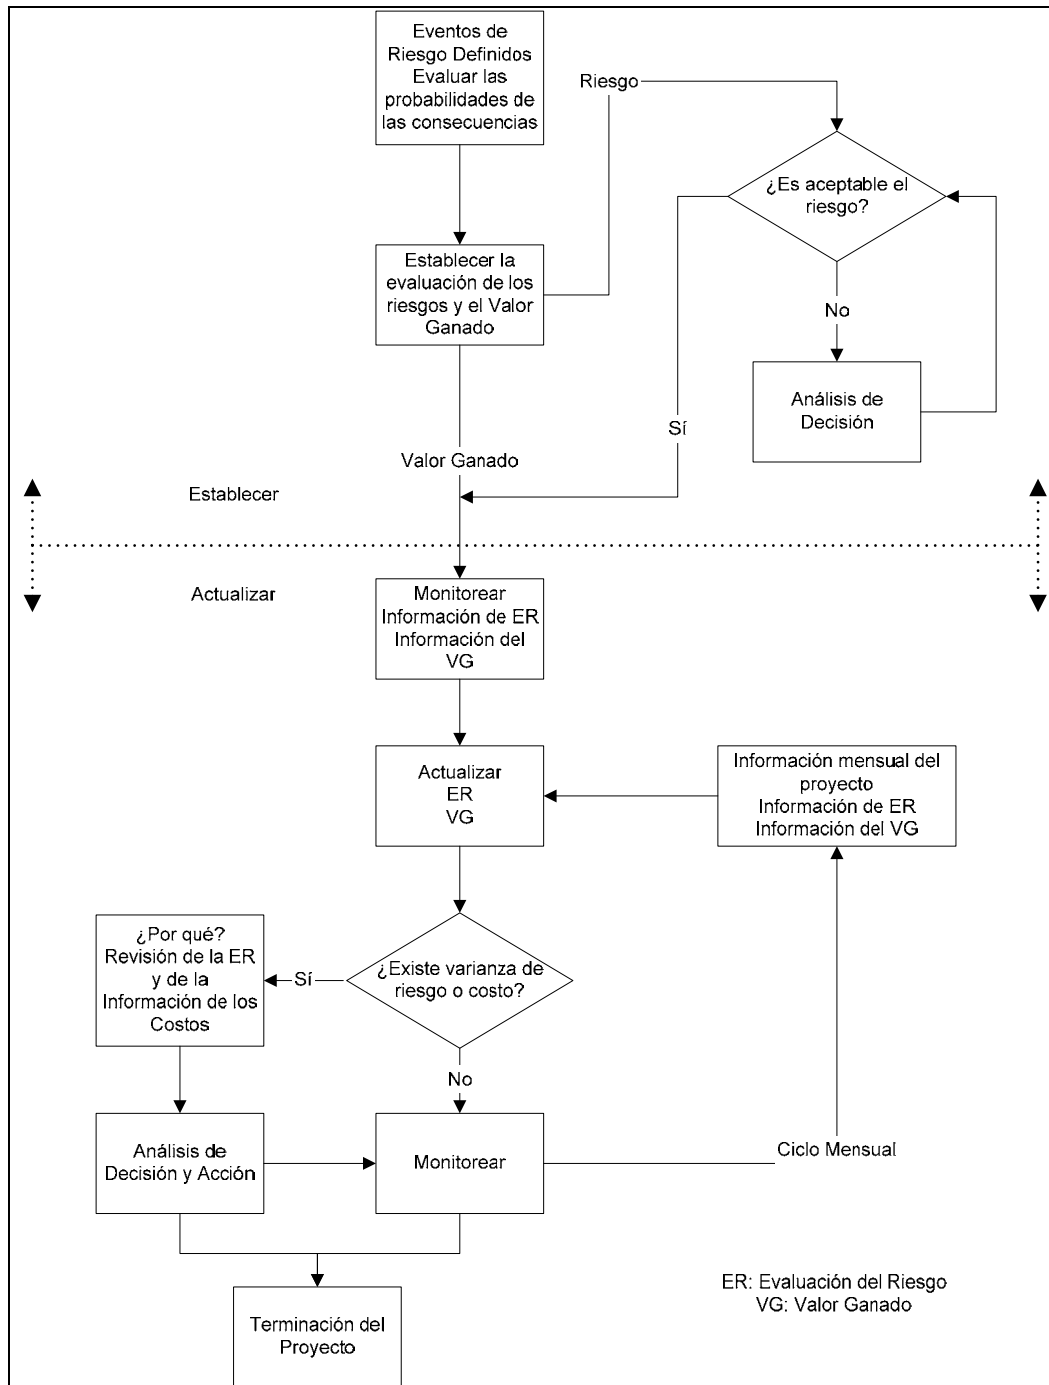 Eventos de
Riesgo Definidos
Evaluar las
probabilidades de
las consecuencias
Riesgo
¿Es aceptable el
riesgo?
Establecer la
evaluación de los
riesgos y el Valor
Ganado
No
Análisis de
Decisión
Sí
Valor Ganado
Establecer
Actualizar
Monitorear
Información de ER
Información del
VG
Actualizar
ER
VG
Información mensual del
proyecto
Información de ER
Información del VG
¿Por qué?
Revisión de la ER
y de la
Información de los
Costos
Sí
¿Existe varianza de
riesgo o costo?
No
Análisis de
Decisión y Acción
Monitorear
Ciclo Mensual
ER: Evaluación del Riesgo
VG: Valor Ganado
Terminación del
Proyecto